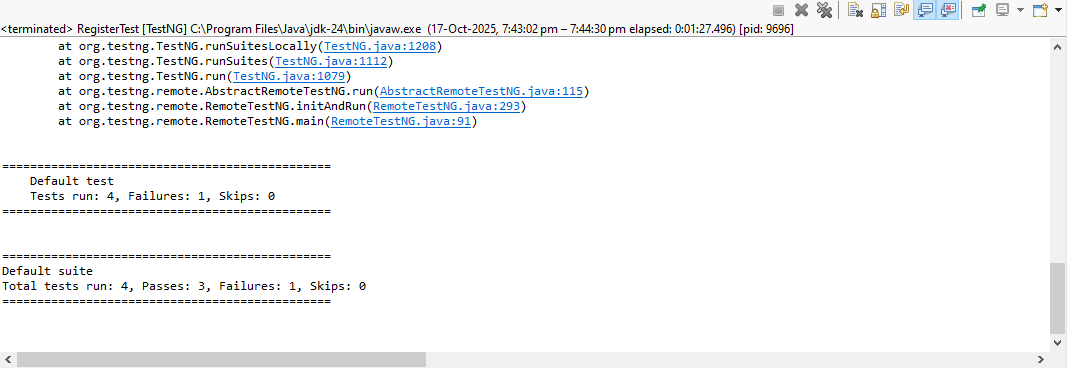 <terminated> RegisterTest [TestNG] C:\Program Files\Java\jdk-24\bin\javaw.exe (17-Oct-2025, 7:43:02 pm – 7:44:30 pm elapsed: 0:01:27.496) [pid: 9696]
at org.testng.TestNG.runSuitesLocally(TestNG.java:1208)
at org.testng.TestNG.runSuites(TestNG.java:1112)
at org.testng.TestNG.run(TestNG.java:1079)
at org.testng.remote.AbstractRemoteTestNG.run(AbstractRemoteTestNG.java:115)
at org.testng.remote.RemoteTestNG.initAndRun(RemoteTestNG.java:293)
at org.testng.remote.RemoteTestNG.main(RemoteTestNG.java:91)
===============================================
Default test
Tests run: 4, Failures: 1, Skips: 0
===============================================
===============================================
Default suite
Total tests run: 4, Passes: 3, Failures: 1, Skips: 0
===============================================